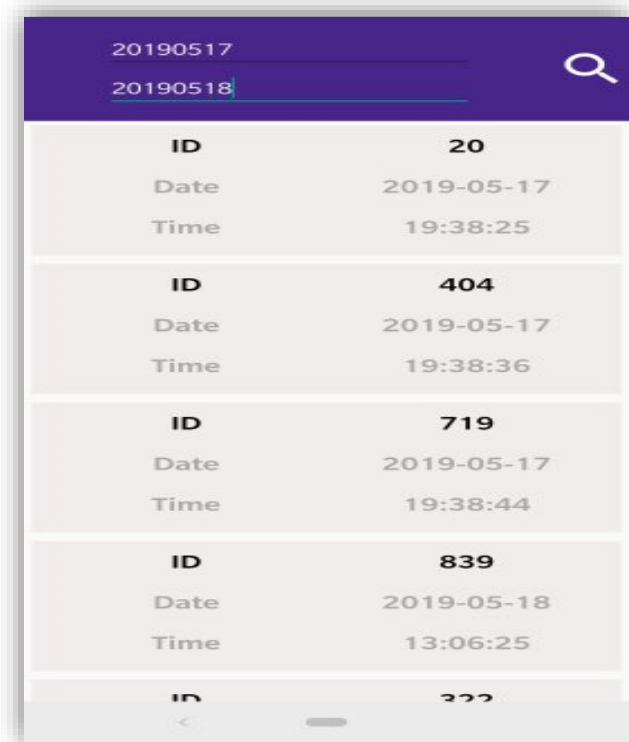 20190517
20190518
ID 20
Date 2019-05-17
Time 19:38:25
ID 404
Date 2019-05-17
Time 19:38:36
ID 719
Date 2019-05-17
Time 19:38:44
ID 839
Date 2019-05-18
Time 13:06:25
ID 322